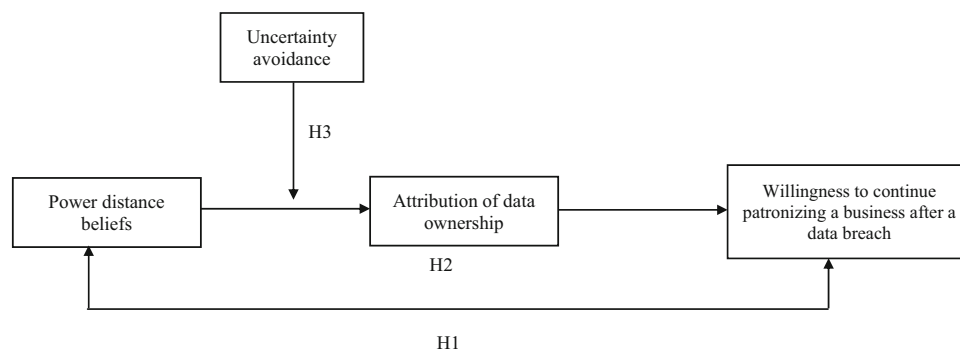 Uncertainty
avoidance
H3
Power distance
beliefs
Attribution of data
ownership
Willingness to continue
patronizing a business after a
data breach
H2
H1